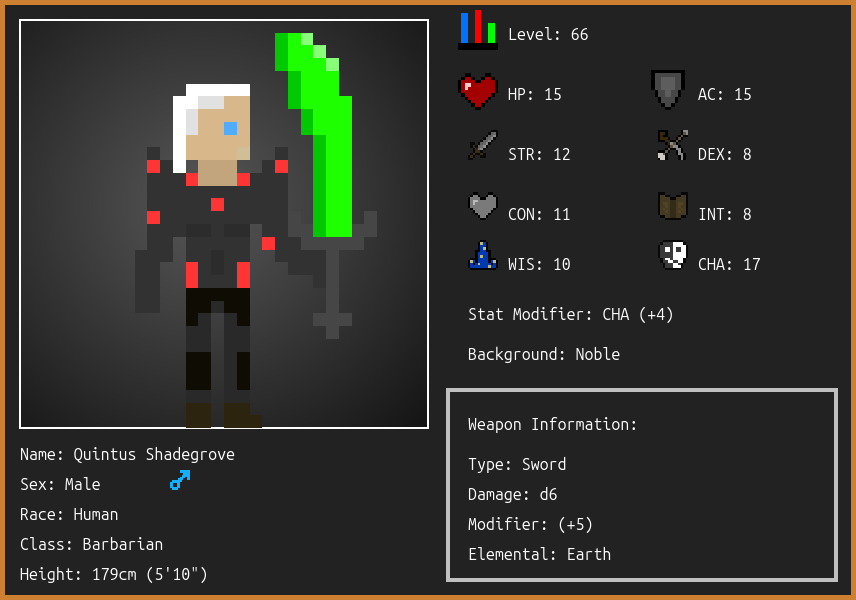 Level: 66
HP: 15
AC: 15
STR: 12
DEX: 8
CON: 11
INT: 8
WIS: 10
CHA: 17
Stat Modifier: CHA (+4)
Background: Noble
Weapon Information:
Type: Sword
Damage: d6
Modifier: (+5)
Elemental: Earth
Name: Quintus Shadegrove
Sex: Male
Race: Human
Class: Barbarian
Height: 179cm (5'10")